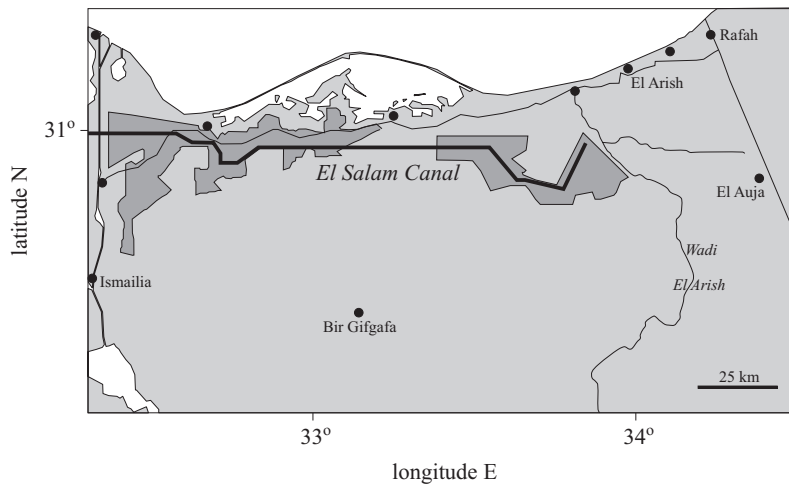 Rafah
El Arish
31º
El Salam Canal
El Auja
latitude N
Wadi
Ismailia
El Arish
Bir Gifgafa
25 km
33º
34º
longitude E